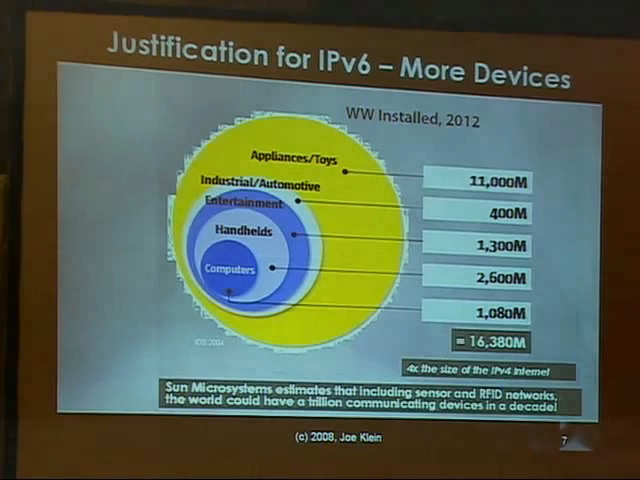 Justification for IPv6 – More Devices
WW Installed, 2012
Appliances/Toys
11,000M
Industrial/Automotive
400M
Entertainment
1,300M
Handhelds
2,600M
Computers
1,080M
= 16,380M
4x the size of the IPv4 Internet
Sun Microsystems estimates that including sensor and RFID networks,
the world could have a trillion communicating devices in a decade!
(c) 2008, Joe Klein
7